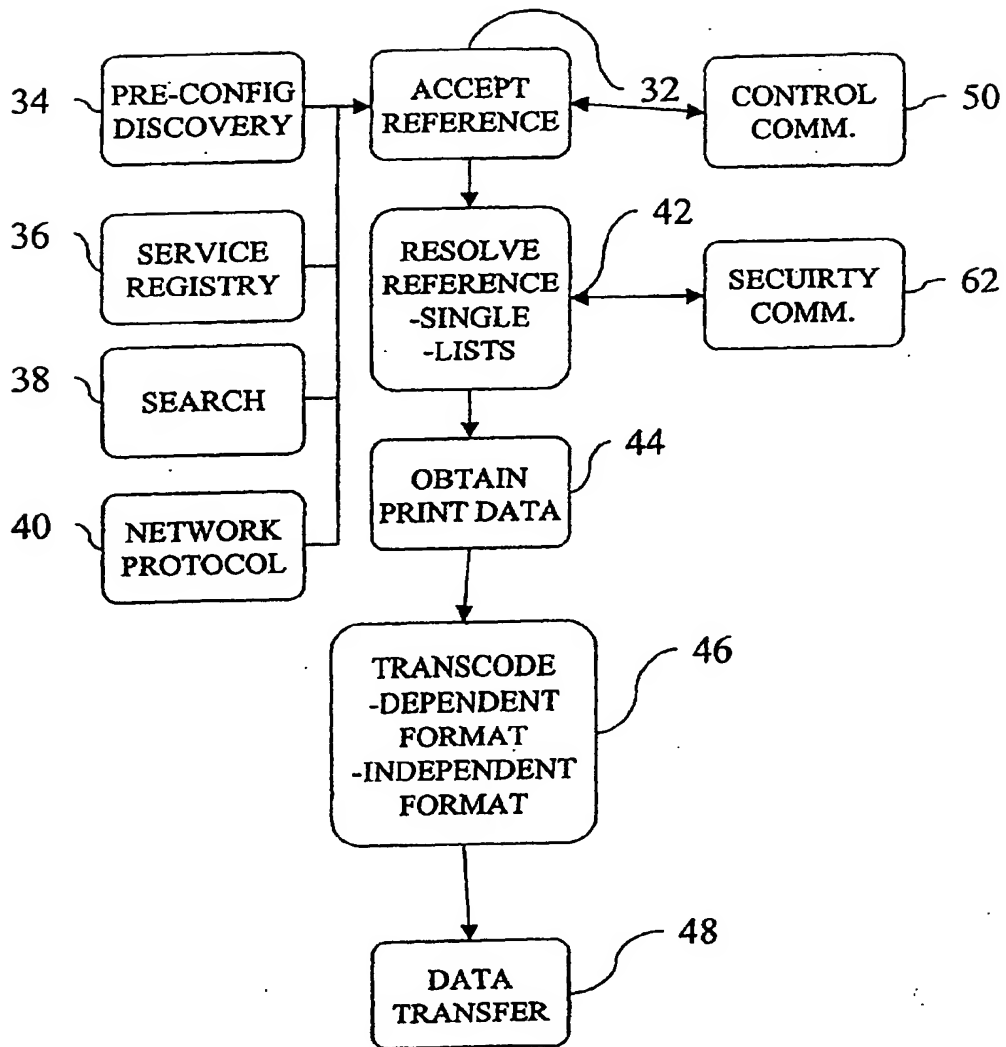 34
PRE-CONFIG
DISCOVERY
ACCEPT
REFERENCE
32
CONTROL
COMM.
50
36
SERVICE
REGISTRY
RESOLVE
REFERENCE
-SINGLE
-LISTS
42
SECUIRTY
COMM.
62
38
SEARCH
OBTAIN
PRINT DATA
44
40
NETWORK
PROTOCOL
TRANSCODE
-DEPENDENT
FORMAT
-INDEPENDENT
FORMAT
46
DATA
TRANSFER
48